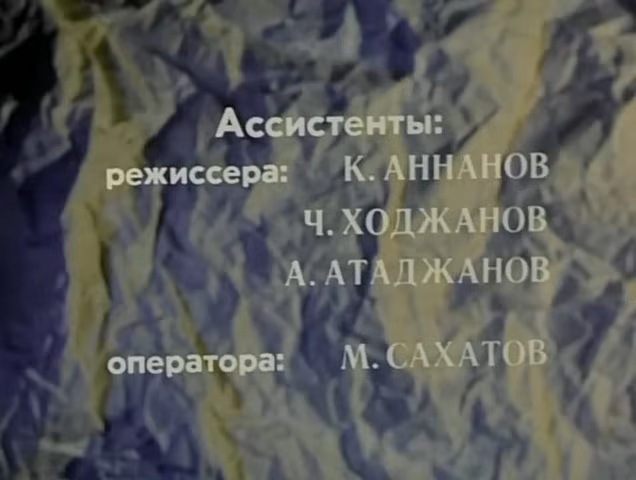 Ассистенты:
режиссера: К. АННАНОВ
Ч. ХОДЖАНОВ
А. АТАДЖАНОВ
оператора: М. САХАТОВ